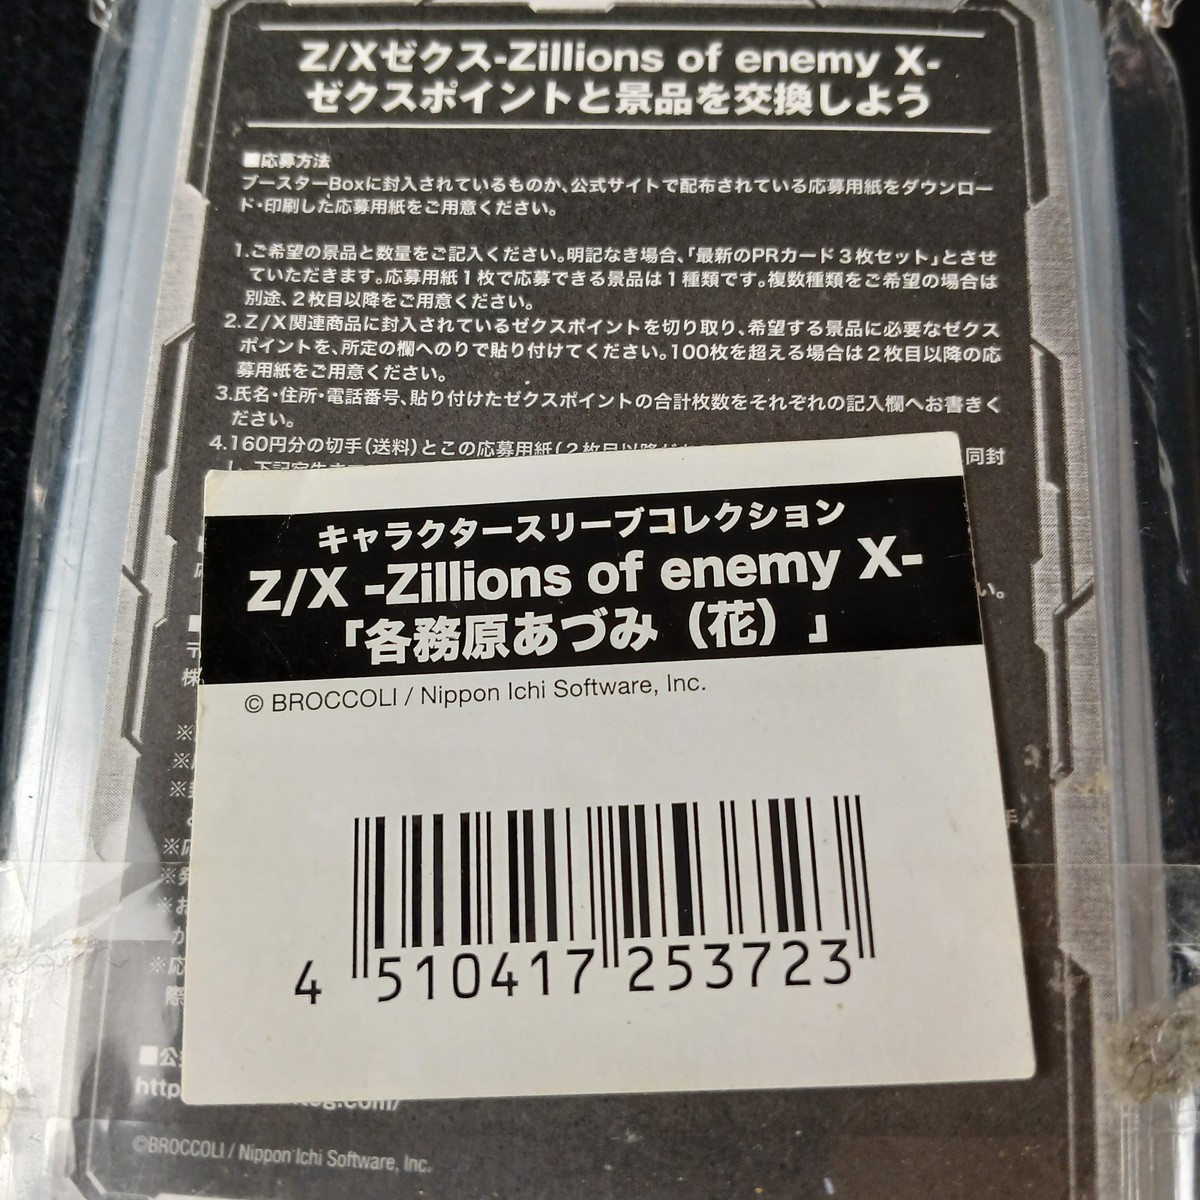 Z/Xゼクス-Zillions of enemy X-
ゼクスポイントと景品を交換しよう
■応募方法
ブースターBoxに封入されているものか、公式サイトで配布されている応募用紙をダウンロー
ド・印刷した応募用紙をご用意ください。
1.ご希望の景品と数量をご記入ください。明記なき場合、「最新のPRカード3枚セット」とさせ
ていただきます。応募用紙1枚で応募できる景品は1種類です。複数種類をご希望の場合は
別途、2枚目以降をご用意ください。
2.Z/X関連商品に封入されているゼクスポイントを切り取り、希望する景品に必要なゼクス
ポイントを、所定の欄へのりで貼り付けてください。100枚を超える場合は2枚目以降の応
募用紙をご用意ください。
3.氏名・住所・電話番号、貼り付けたゼクスポイントの合計枚数をそれぞれの記入欄へお書きく
ださい。
4.160円分の切手(送料)とこの応募用紙(2枚目以降が
同封
キャラクタースリーブコレクション
Z/X -Zillions of enemy X-
「各務原あづみ（花）」
© BROCCOLI / Nippon Ichi Software, Inc.
4 510417 253723
い。
〒
株
※
※
※
※応
※
※お
か
※応
際
■公
http
.com/
©BROCCOLI / Nippon Ichi Software, Inc.